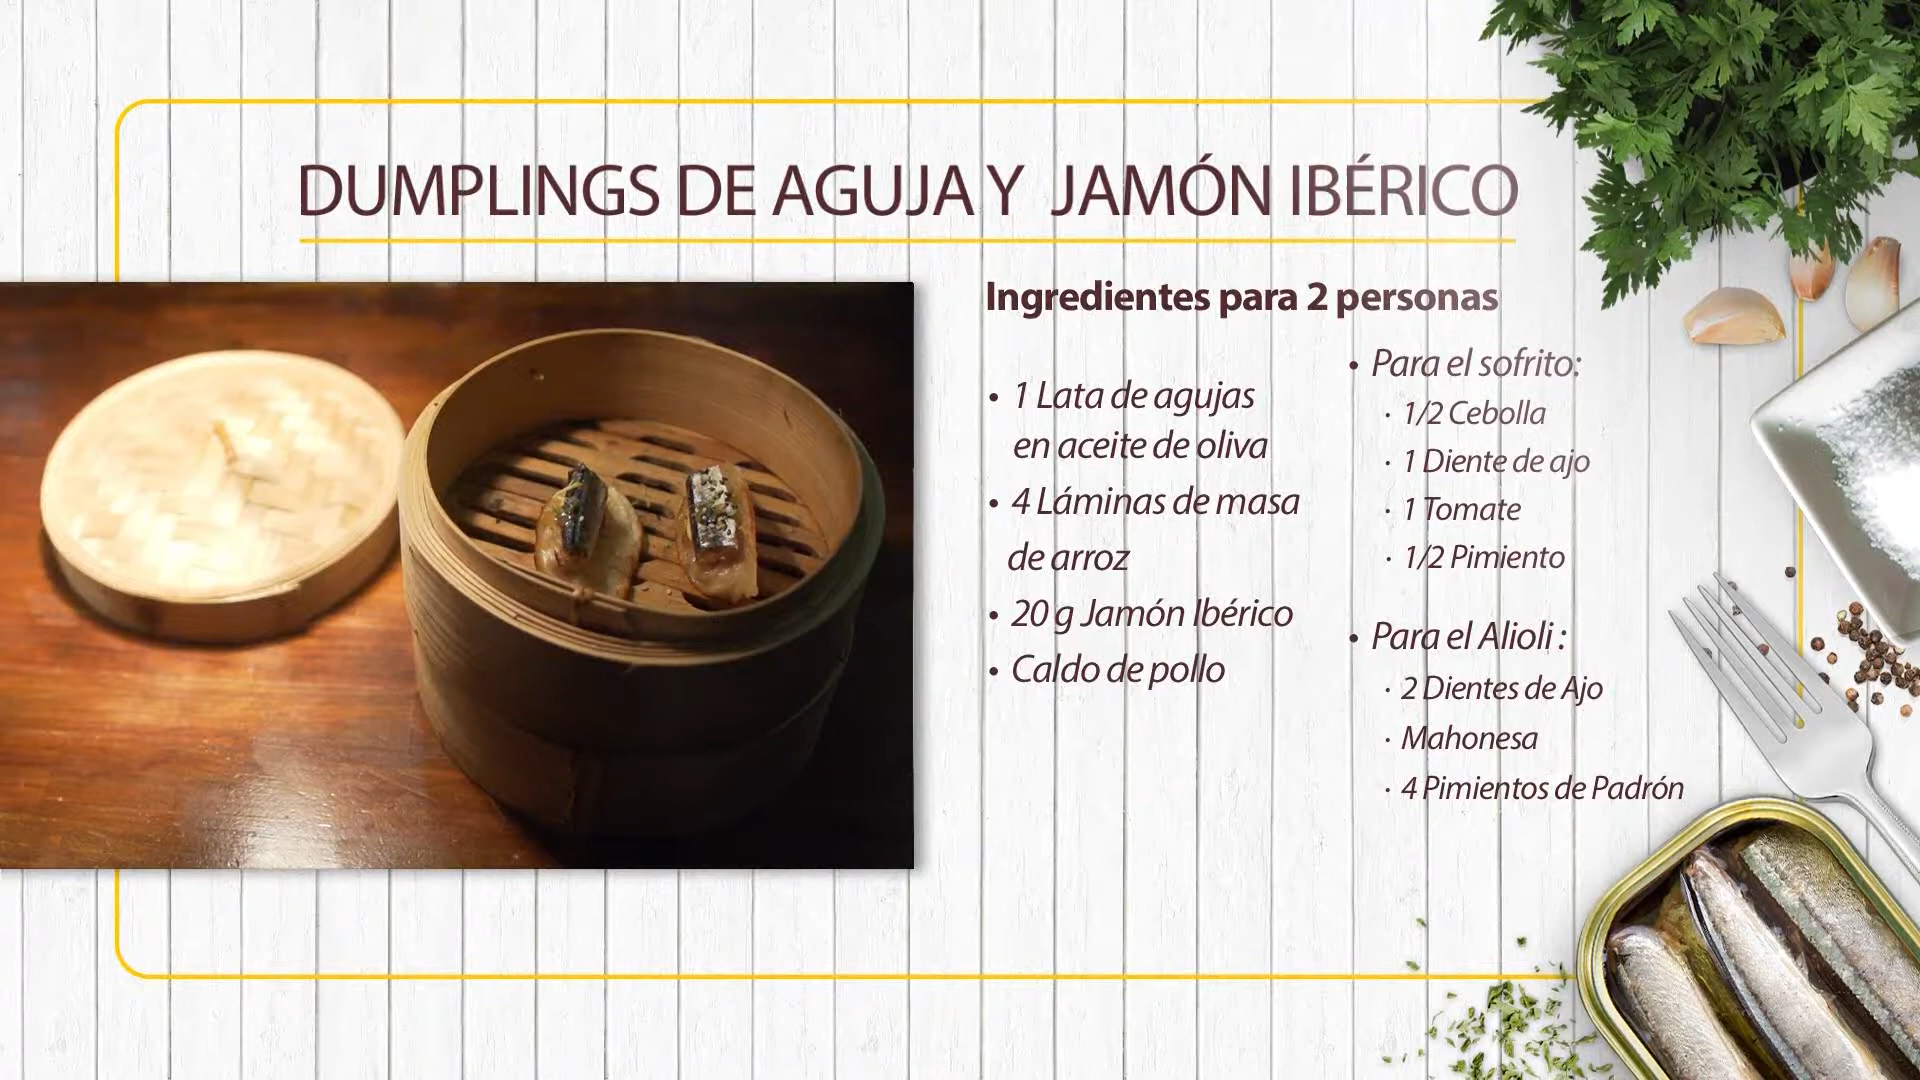 DUMPLINGS DE AGUJA Y JAMÓN IBÉRICO
Ingredientes para 2 personas
• 1 Lata de agujas
en aceite de oliva
• 4 Láminas de masa
de arroz
• 20 g Jamón Ibérico
• Caldo de pollo
• Para el sofrito:
· 1/2 Cebolla
· 1 Diente de ajo
· 1 Tomate
· 1/2 Pimiento
• Para el Alioli :
· 2 Dientes de Ajo
· Mahonesa
· 4 Pimientos de Padrón